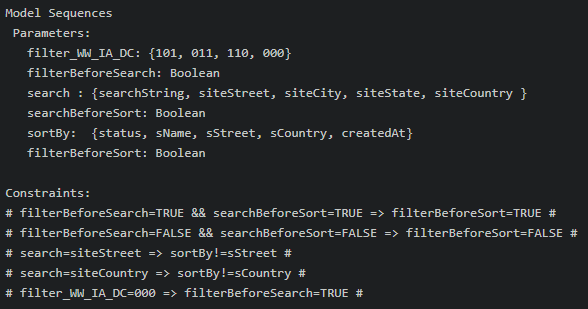 Model Sequences
Parameters:
filter_WW_IA_DC: {101, 011, 110, 000}
filterBeforeSearch: Boolean
search : {searchString, siteStreet, siteCity, siteState, siteCountry }
searchBeforeSort: Boolean
sortBy:  {status, sName, sStreet, sCountry, createdAt}
filterBeforeSort: Boolean
Constraints:
# filterBeforeSearch=TRUE && searchBeforeSort=TRUE => filterBeforeSort=TRUE #
# filterBeforeSearch=FALSE && searchBeforeSort=FALSE => filterBeforeSort=FALSE #
# search=siteStreet => sortBy!=sStreet #
# search=siteCountry => sortBy!=sCountry #
# filter_WW_IA_DC=000 => filterBeforeSearch=TRUE #